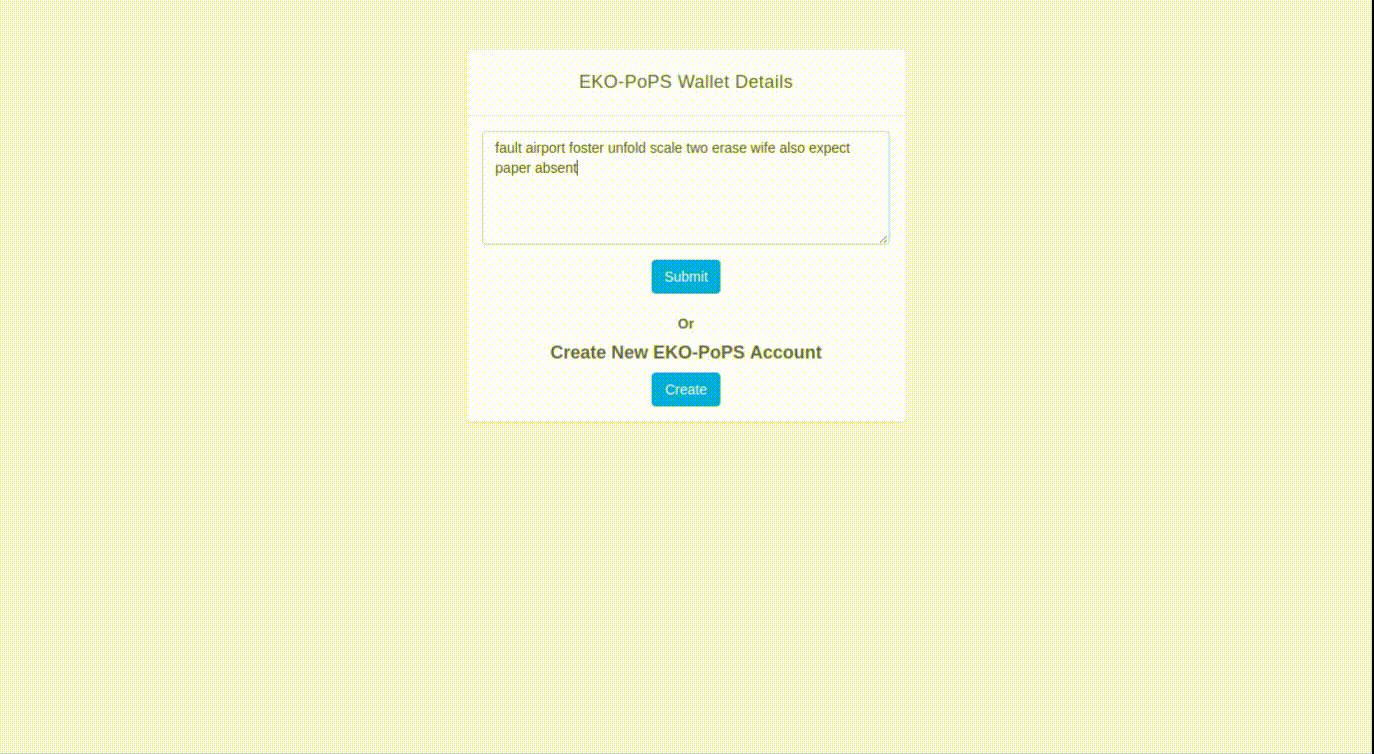 EKO-PoPS Wallet Details
fault airport foster unfold scale two erase wife also expect
paper absent
Submit
Or
Create New EKO-PoPS Account
Create